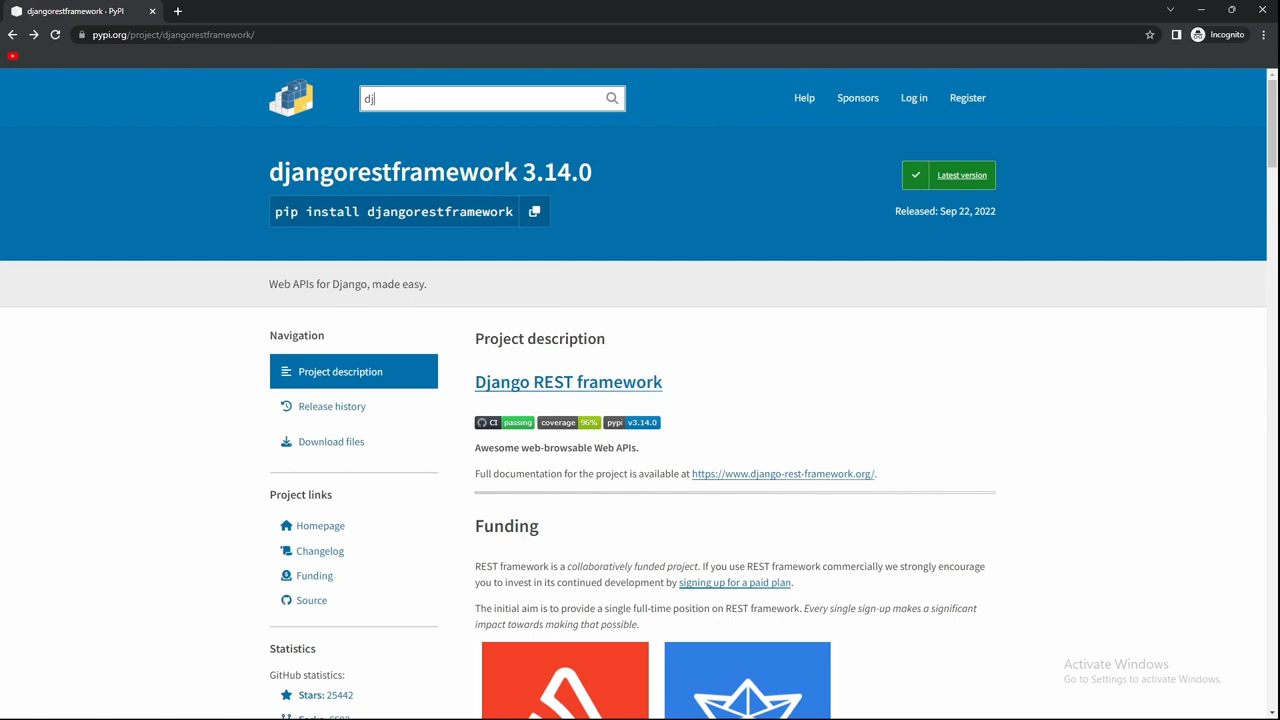 djangorestframework · PyPI
pypi.org/project/djangorestframework/
Incognito
dj
Help
Sponsors
Log in
Register
djangorestframework 3.14.0
pip install djangorestframework
Latest version
Released: Sep 22, 2022
Web APIs for Django, made easy.
Navigation
Project description
Release history
Download files
Project links
Homepage
Changelog
Funding
Source
Statistics
GitHub statistics:
Stars: 25442
Project description
Django REST framework
CI passing coverage 96% pypi v3.14.0
Awesome web-browsable Web APIs.
Full documentation for the project is available at https://www.django-rest-framework.org/.
Funding
REST framework is a collaboratively funded project. If you use REST framework commercially we strongly encourage
you to invest in its continued development by signing up for a paid plan.
The initial aim is to provide a single full-time position on REST framework. Every single sign-up makes a significant
impact towards making that possible.
Activate Windows
Go to Settings to activate Windows.